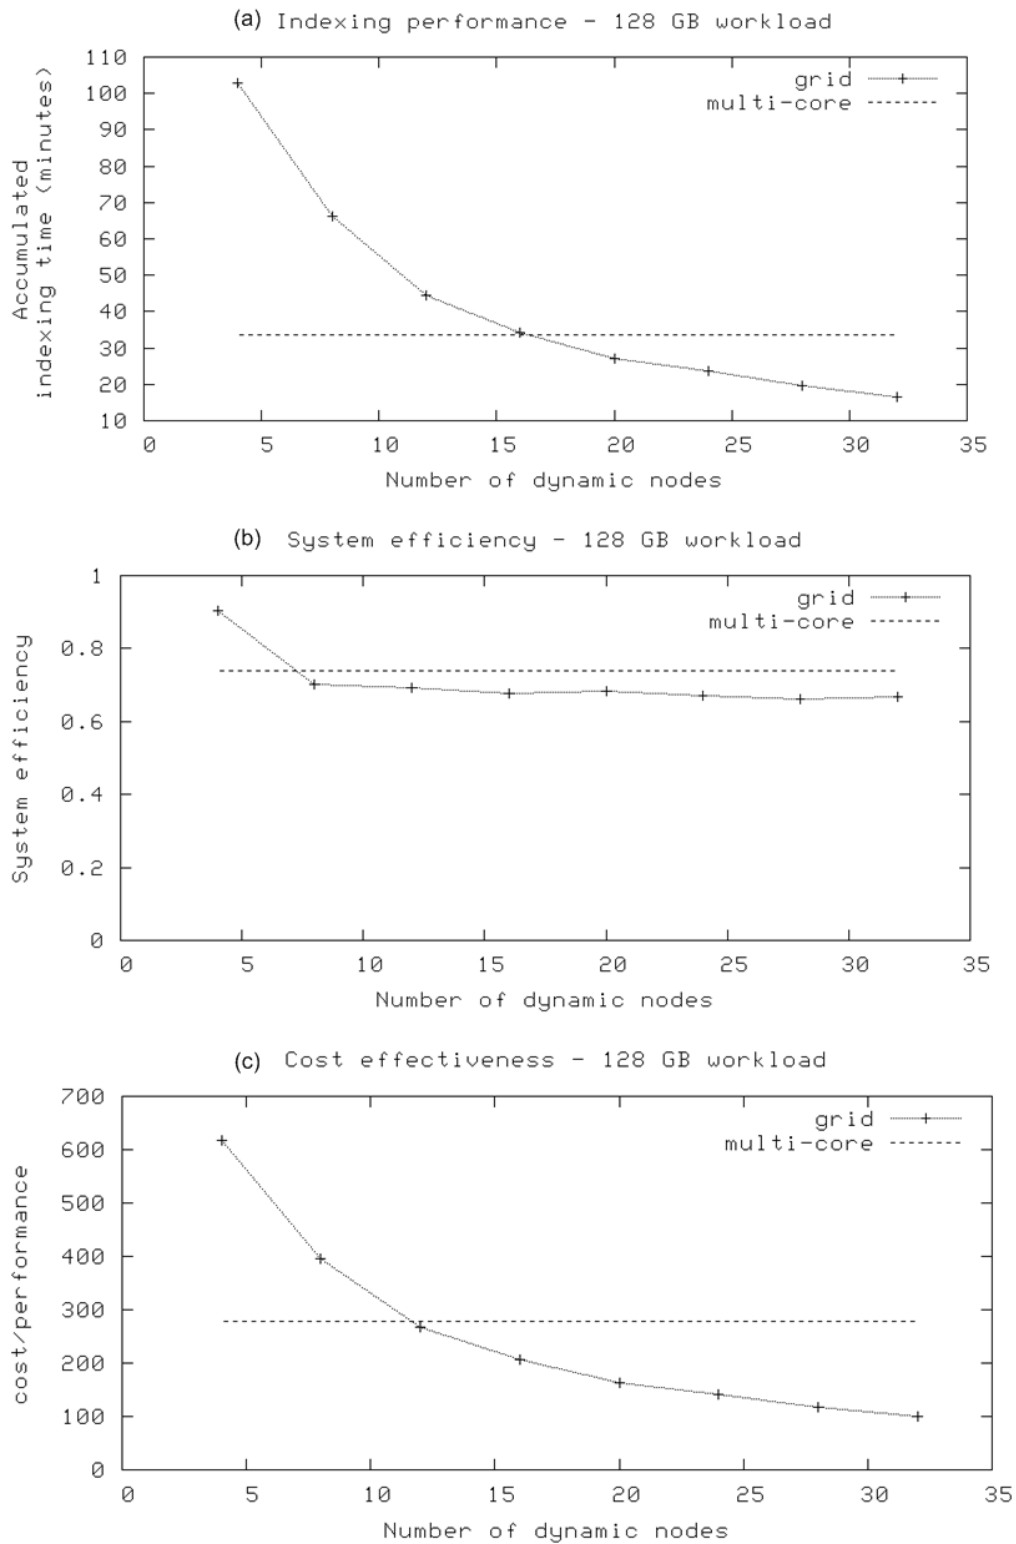 (a) Indexing performance - 128 GB workload
110
100
90
80
70
60
50
40
30
20
10
Accumulated
indexing time (minutes)
grid
multi-core
0 5 10 15 20 25 30 35
Number of dynamic nodes
(b) System efficiency - 128 GB workload
1
0.8
0.6
0.4
0.2
0
System efficiency
grid
multi-core
0 5 10 15 20 25 30 35
Number of dynamic nodes
(c) Cost effectiveness - 128 GB workload
700
600
500
400
300
200
100
0
cost/performance
grid
multi-core
0 5 10 15 20 25 30 35
Number of dynamic nodes